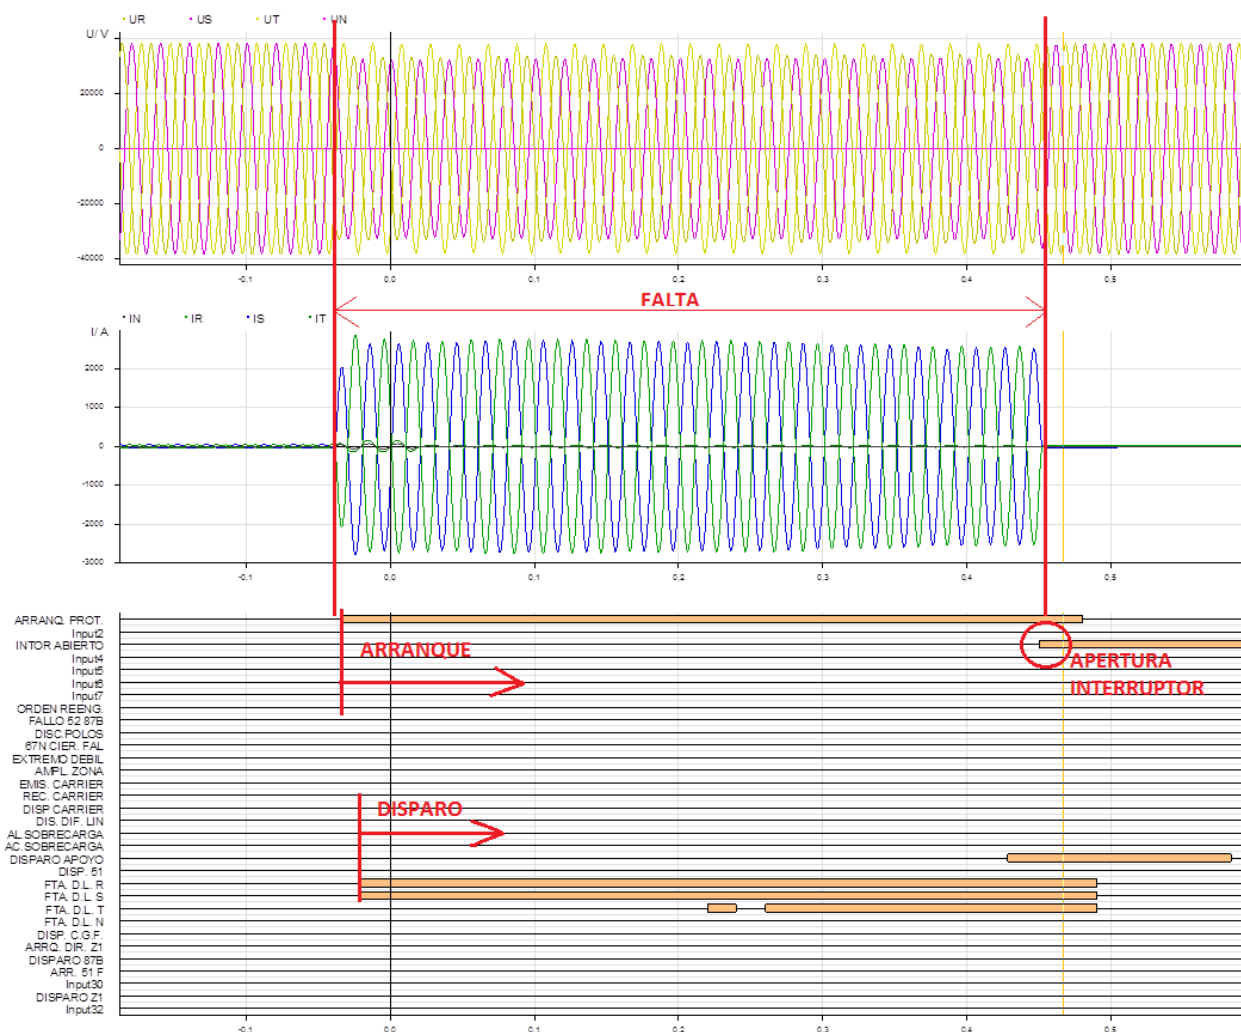 UR US UT UN
U/ V
20000
0
-20000
-40000
-0,1 0,0 0,1 0,2 0,3 0,4 0,5
FALTA
IN IR IS IT
I/ A
2000
1000
0
-1000
-2000
-3000
-0,1 0,0 0,1 0,2 0,3 0,4 0,5
ARRANQ. PROT.
Input2
INTOR ABIERTO
Input4
Input5
Input6
Input7
ORDEN REENG.
FALLO 52 87B
DISC.POLOS
67N CIER. FAL
EXTREMO DEBIL
AMPL. ZONA
EMIS. CARRIER
REC. CARRIER
DISP CARRIER
DIS. DIF. LIN
AL.SOBRECARGA
AC.SOBRECARGA
DISPARO APOYO
DISP. 51
FTA. D.L. R
FTA. D.L. S
FTA. D.L. T
FTA. D.L. N
DISP. C.G.F.
ARRQ. DIR. Z1
DISPARO 87B
ARR. 51 F
Input30
DISPARO Z1
Input32
ARRANQUE
APERTURA
INTERRUPTOR
DISPARO
-0,1 0,0 0,1 0,2 0,3 0,4 0,5